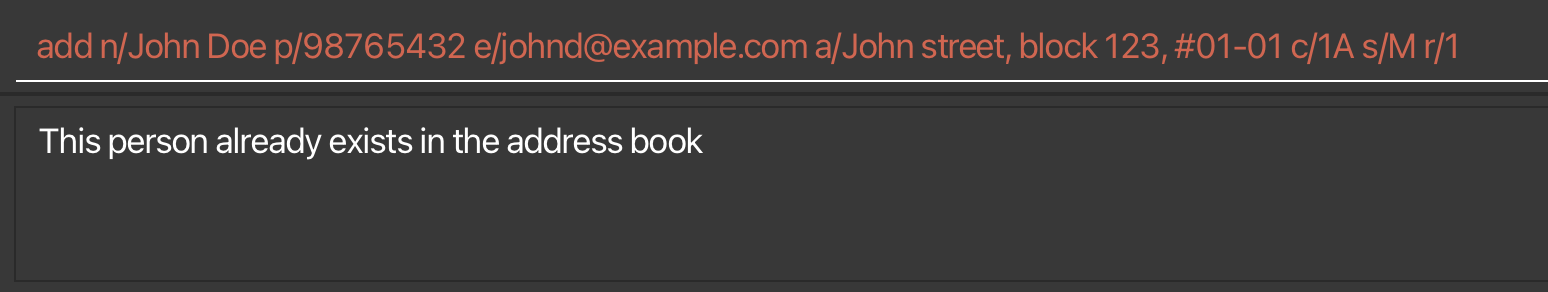 add n/John Doe p/98765432 e/johnd@example.com a/John street, block 123, #01-01 c/1A s/M r/1
This person already exists in the address book